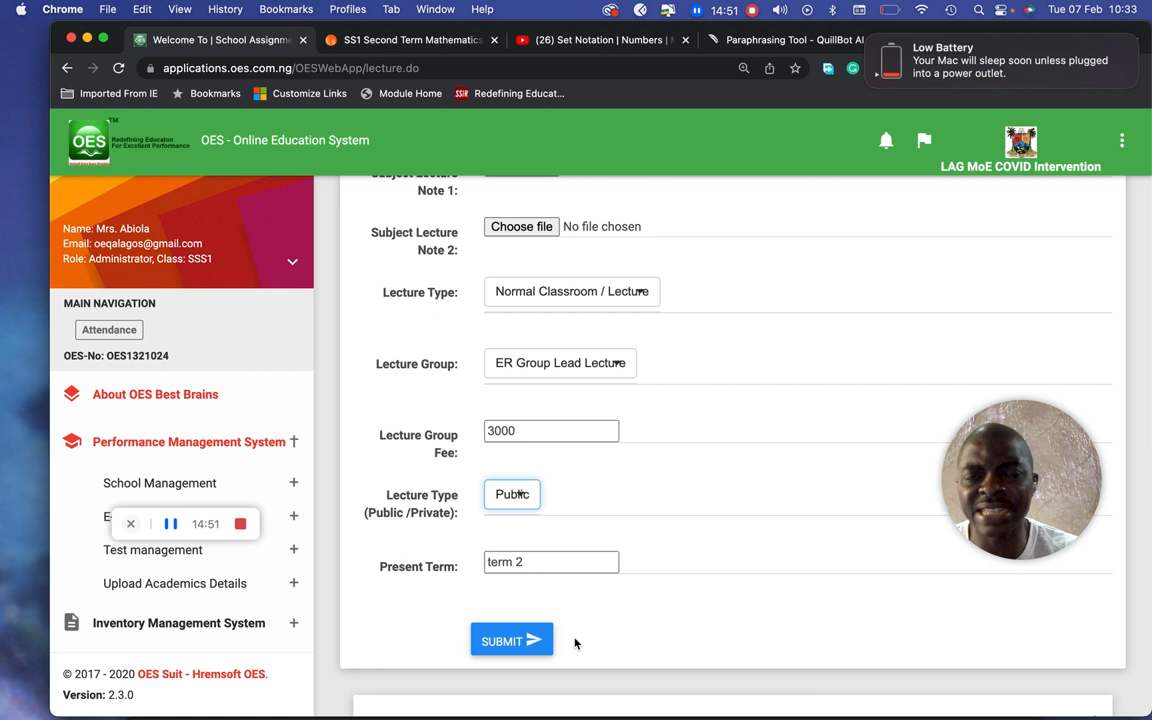 Chrome File Edit View History Bookmarks Profiles Tab Window Help 14:51 Tue 07 Feb 10:33
Welcome To | School Assignme
SS1 Second Term Mathematics
(26) Set Notation | Numbers |
Paraphrasing Tool - QuillBot AI
Low Battery
Your Mac will sleep soon unless plugged
into a power outlet.
applications.oes.com.ng/OESWebApp/lecture.do
Imported From IE Bookmarks Customize Links Module Home SSIR Redefining Educat...
OES TM Redefining Educaton
For Excellent Performance
OES - Online Education System
LAG MoE COVID Intervention
Name: Mrs. Abiola
Email: oeqalagos@gmail.com
Role: Administrator, Class: SSS1
MAIN NAVIGATION
Attendance
OES-No: OES1321024
About OES Best Brains
Performance Management System
School Management +
E +
14:51
Test management +
Upload Academics Details +
Inventory Management System +
© 2017 - 2020 OES Suit - Hremsoft OES.
Version: 2.3.0
Subject Lecture
Note 1:
Subject Lecture
Note 2:
Choose file No file chosen
Lecture Type: Normal Classroom / Lecture
Lecture Group: ER Group Lead Lecture
Lecture Group
Fee:
3000
Lecture Type
(Public /Private):
Public
Present Term: term 2
SUBMIT